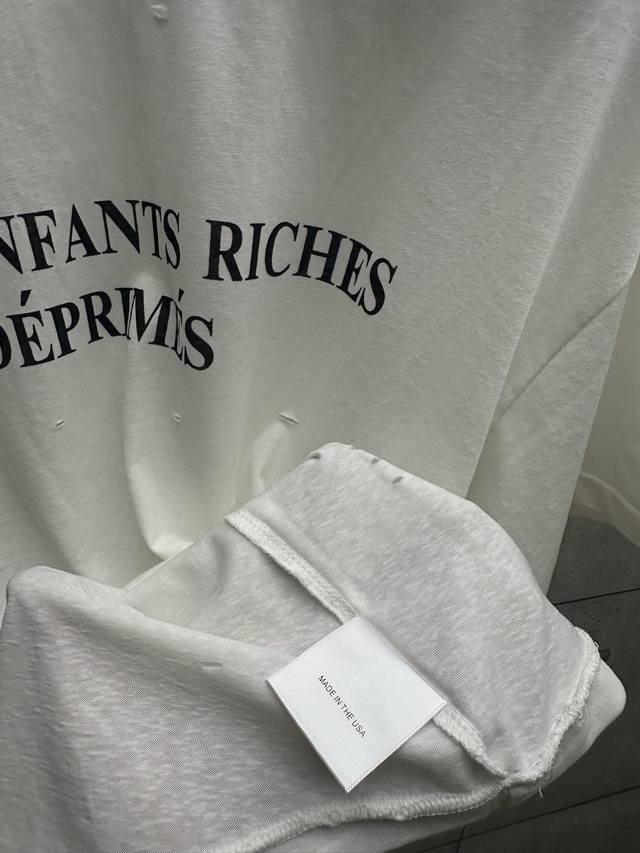 NFANTS RICHES
DÉPRIMÉS
MADE IN THE USA